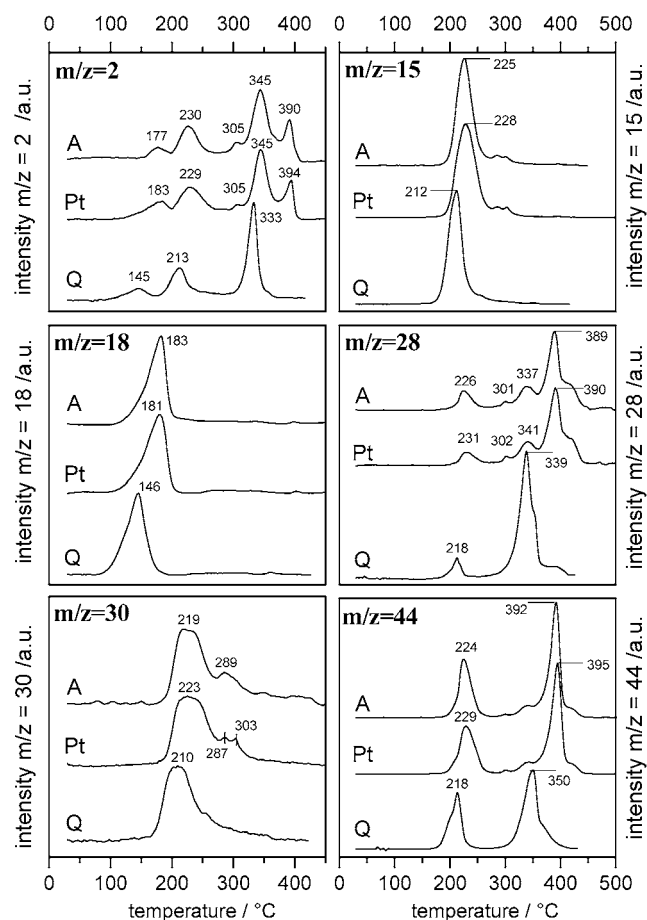 0 100 200 300 400 0 100 200 300 400 500
m/z=2
345
390
230
305
177
A
345
394
229
305
183
Pt
333
213
145
Q
intensity m/z = 2 /a.u.
m/z=15
225
228
A
212
Pt
Q
intensity m/z = 15 /a.u.
m/z=18
183
A
181
Pt
146
Q
intensity m/z = 18 /a.u.
m/z=28
389
337
301
226
A
390
341
302
231
Pt
339
218
Q
intensity m/z = 28 /a.u.
m/z=30
219
289
A
223
303
287
Pt
210
Q
intensity m/z = 30 /a.u.
m/z=44
392
224
395
A
229
Pt
350
218
Q
intensity m/z = 44 /a.u.
0 100 200 300 400 0 100 200 300 400 500
temperature / °C temperature / °C